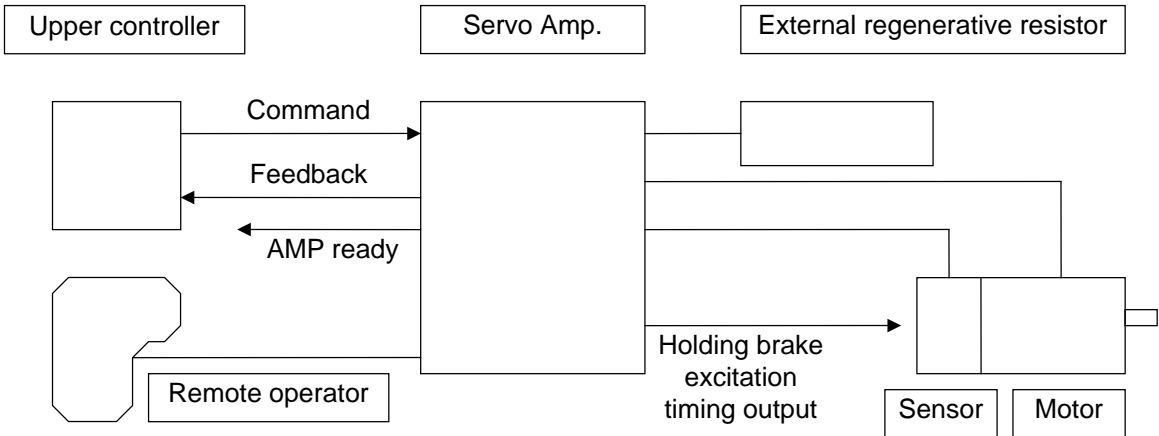 Upper controller
Servo Amp.
External regenerative resistor
Command
Feedback
AMP ready
Remote operator
Holding brake
excitation
timing output
Sensor
Motor